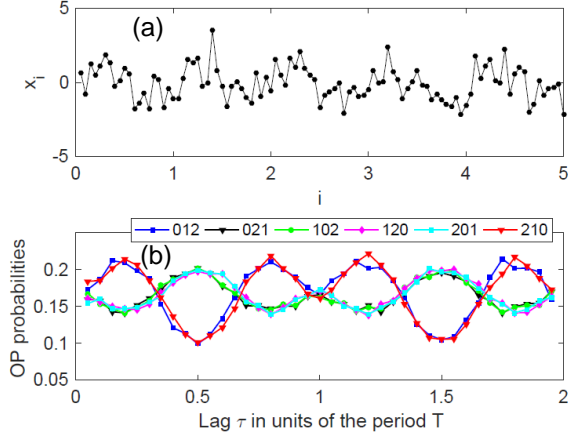 (a)
5
0
-5
x_i
0 1 2 3 4 5
i
012 021 102 120 201 210
(b)
0.2
0.15
0.1
0.05
OP probabilities
0 0.5 1 1.5 2
Lag τ in units of the period T